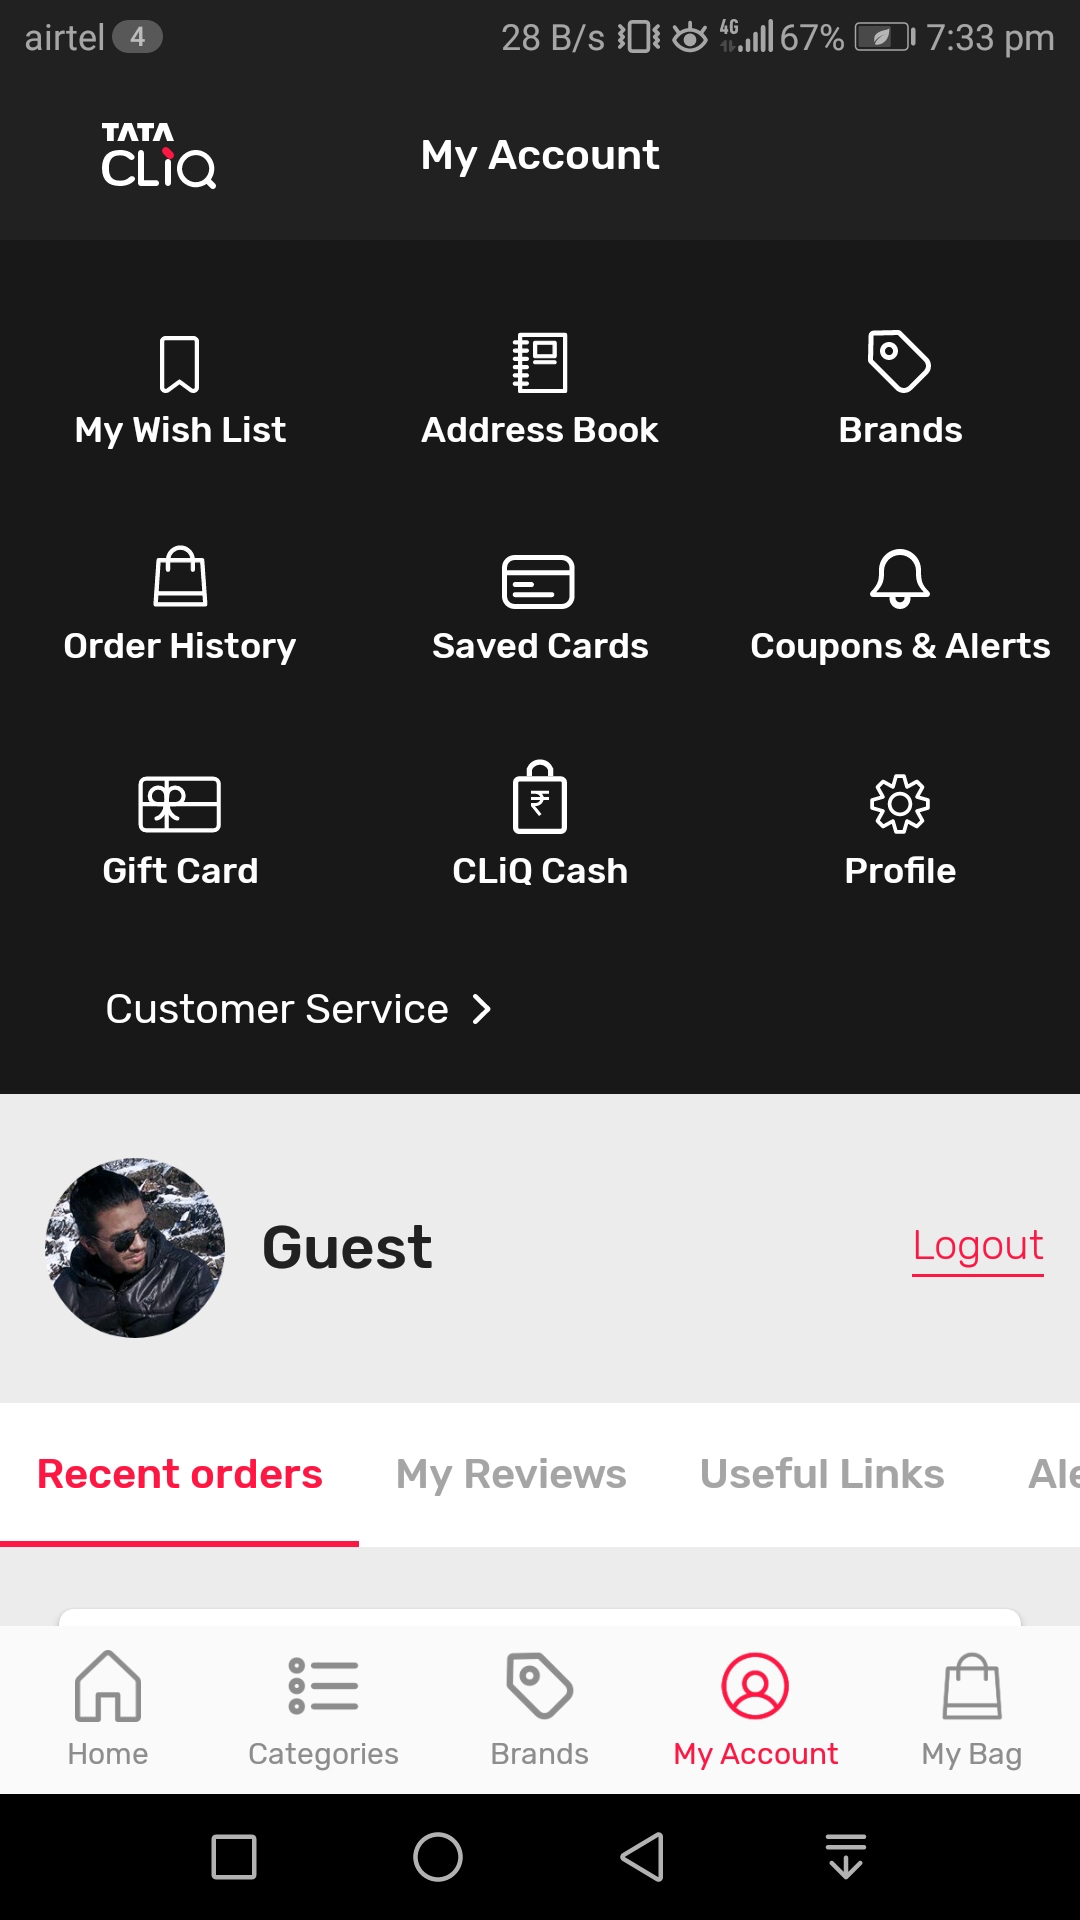 airtel 4 28 B/s 4G 67% 7:33 pm
TATA
CLiQ
My Account
My Wish List Address Book Brands
Order History Saved Cards Coupons & Alerts
₹
Gift Card CLiQ Cash Profile
Customer Service
Guest Logout
Recent orders My Reviews Useful Links Ale
Home Categories Brands My Account My Bag